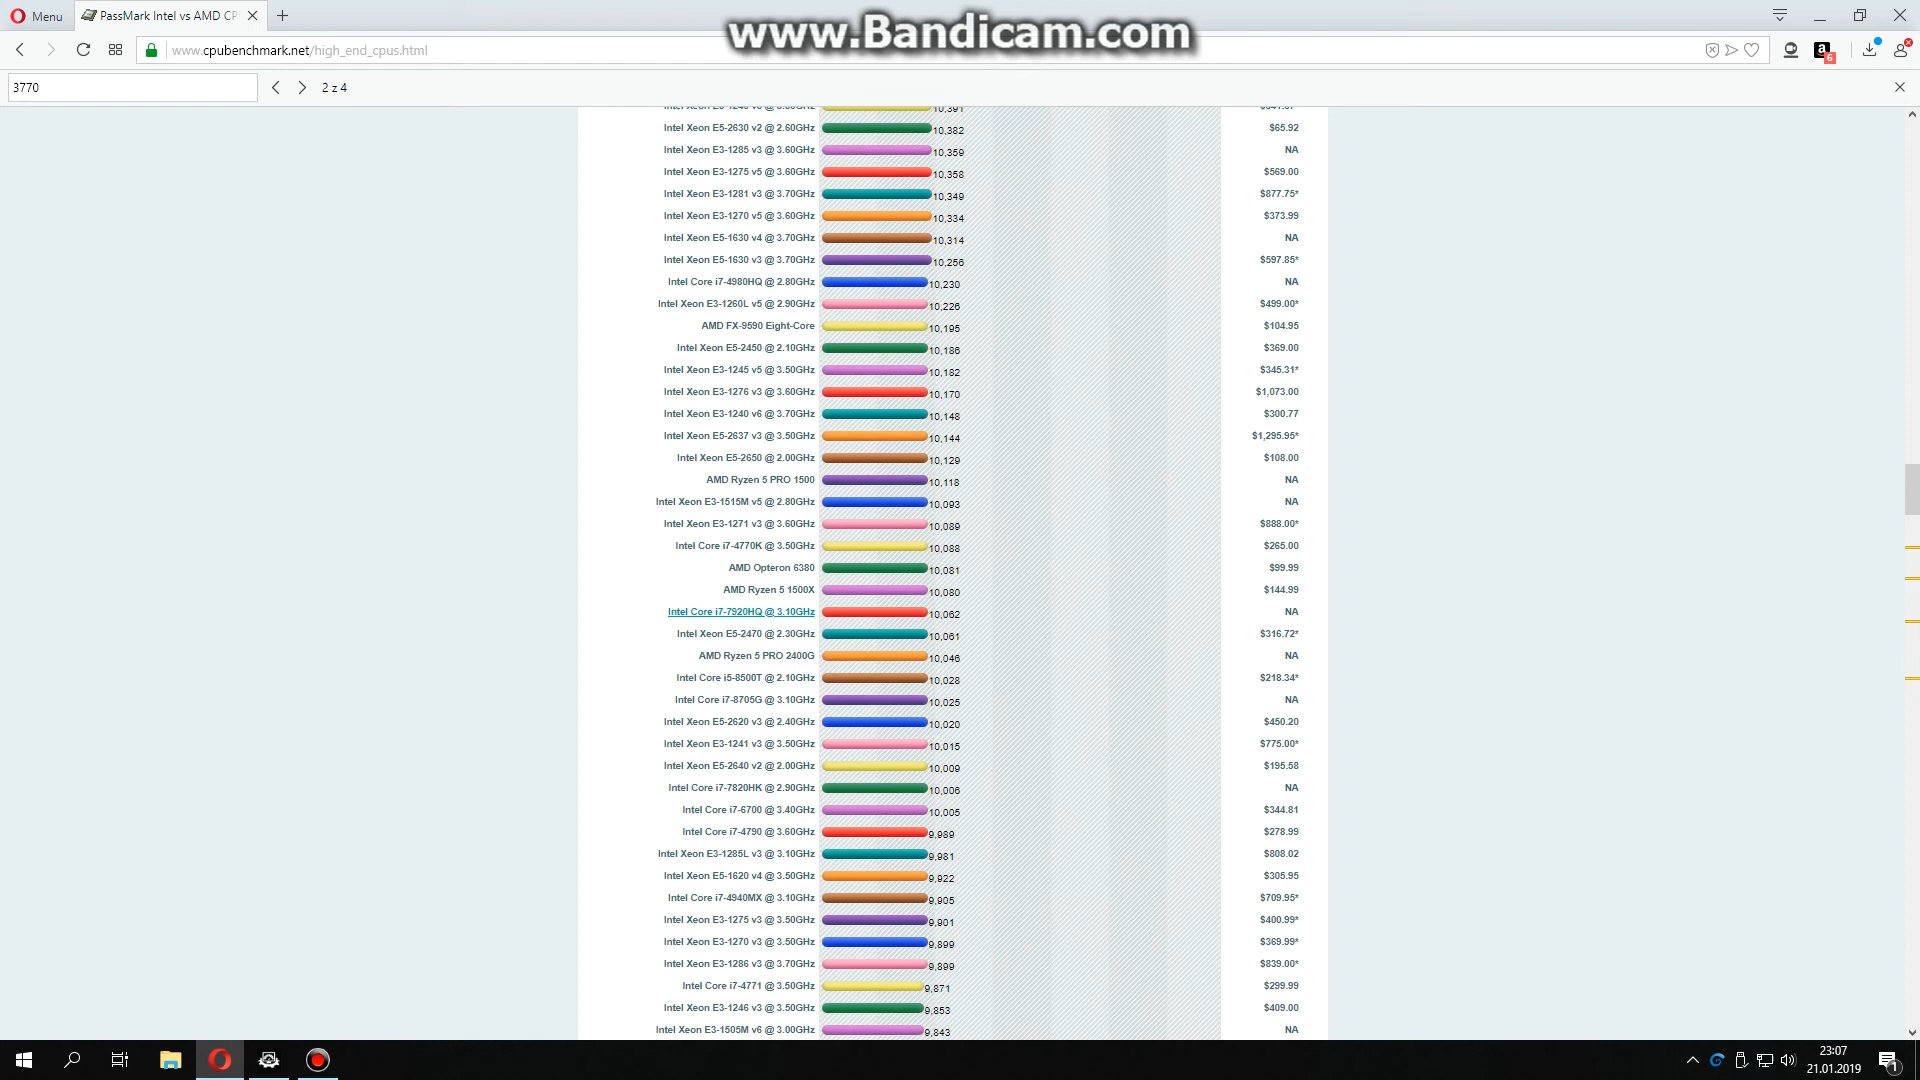 Menu
PassMark Intel vs AMD CP
www.Bandicam.com
www.cpubenchmark.net/high_end_cpus.html
6
3770
2 z 4
10,391
Intel Xeon E5-2630 v2 @ 2.60GHz 10,382 $65.92
Intel Xeon E3-1285 v3 @ 3.60GHz 10,359 NA
Intel Xeon E3-1275 v5 @ 3.60GHz 10,358 $569.00
Intel Xeon E3-1281 v3 @ 3.70GHz 10,349 $877.75*
Intel Xeon E3-1270 v5 @ 3.60GHz 10,334 $373.99
Intel Xeon E5-1630 v4 @ 3.70GHz 10,314 NA
Intel Xeon E5-1630 v3 @ 3.70GHz 10,256 $597.85*
Intel Core i7-4980HQ @ 2.80GHz 10,230 NA
Intel Xeon E3-1260L v5 @ 2.90GHz 10,226 $499.00*
AMD FX-9590 Eight-Core 10,195 $104.95
Intel Xeon E5-2450 @ 2.10GHz 10,186 $369.00
Intel Xeon E3-1245 v5 @ 3.50GHz 10,182 $345.31*
Intel Xeon E3-1276 v3 @ 3.60GHz 10,170 $1,073.00
Intel Xeon E3-1240 v6 @ 3.70GHz 10,148 $300.77
Intel Xeon E5-2637 v3 @ 3.50GHz 10,144 $1,295.95*
Intel Xeon E5-2650 @ 2.00GHz 10,129 $108.00
AMD Ryzen 5 PRO 1500 10,118 NA
Intel Xeon E3-1515M v5 @ 2.80GHz 10,093 NA
Intel Xeon E3-1271 v3 @ 3.60GHz 10,089 $888.00*
Intel Core i7-4770K @ 3.50GHz 10,088 $265.00
AMD Opteron 6380 10,081 $99.99
AMD Ryzen 5 1500X 10,080 $144.99
Intel Core i7-7920HQ @ 3.10GHz 10,062 NA
Intel Xeon E5-2470 @ 2.30GHz 10,061 $316.72*
AMD Ryzen 5 PRO 2400G 10,046 NA
Intel Core i5-8500T @ 2.10GHz 10,028 $218.34*
Intel Core i7-8705G @ 3.10GHz 10,025 NA
Intel Xeon E5-2620 v3 @ 2.40GHz 10,020 $450.20
Intel Xeon E3-1241 v3 @ 3.50GHz 10,015 $775.00*
Intel Xeon E5-2640 v2 @ 2.00GHz 10,009 $195.58
Intel Core i7-7820HK @ 2.90GHz 10,006 NA
Intel Core i7-6700 @ 3.40GHz 10,005 $344.81
Intel Core i7-4790 @ 3.60GHz 9,989 $278.99
Intel Xeon E3-1285L v3 @ 3.10GHz 9,981 $808.02
Intel Xeon E5-1620 v4 @ 3.50GHz 9,922 $305.95
Intel Core i7-4940MX @ 3.10GHz 9,905 $709.95*
Intel Xeon E3-1275 v3 @ 3.50GHz 9,901 $400.99*
Intel Xeon E3-1270 v3 @ 3.50GHz 9,899 $369.99*
Intel Xeon E3-1286 v3 @ 3.70GHz 9,899 $839.00*
Intel Core i7-4771 @ 3.50GHz 9,871 $299.99
Intel Xeon E3-1246 v3 @ 3.50GHz 9,853 $409.00
Intel Xeon E3-1505M v6 @ 3.00GHz 9,843 NA
23:07
21.01.2019
1